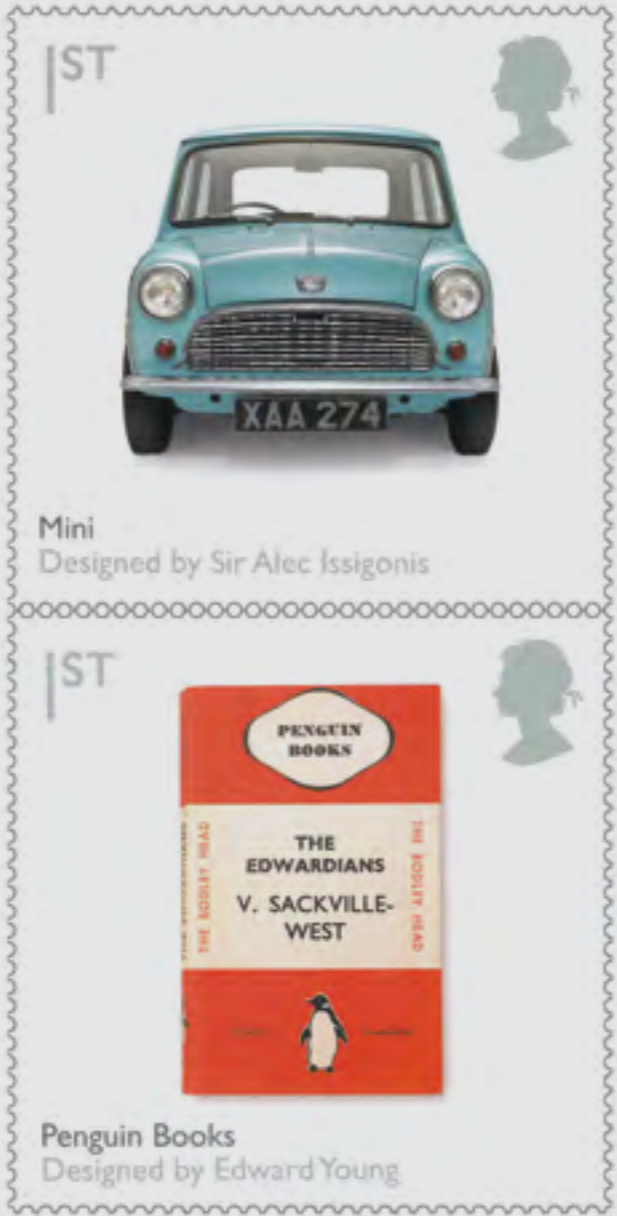 1ST
XAA 274
Mini
Designed by Sir Alec Issigonis
1ST
PENGUIN
BOOKS
THE BODLEY HEAD
THE
EDWARDIANS
V. SACKVILLE-
WEST
THE BODLEY HEAD
Penguin Books
Designed by Edward Young